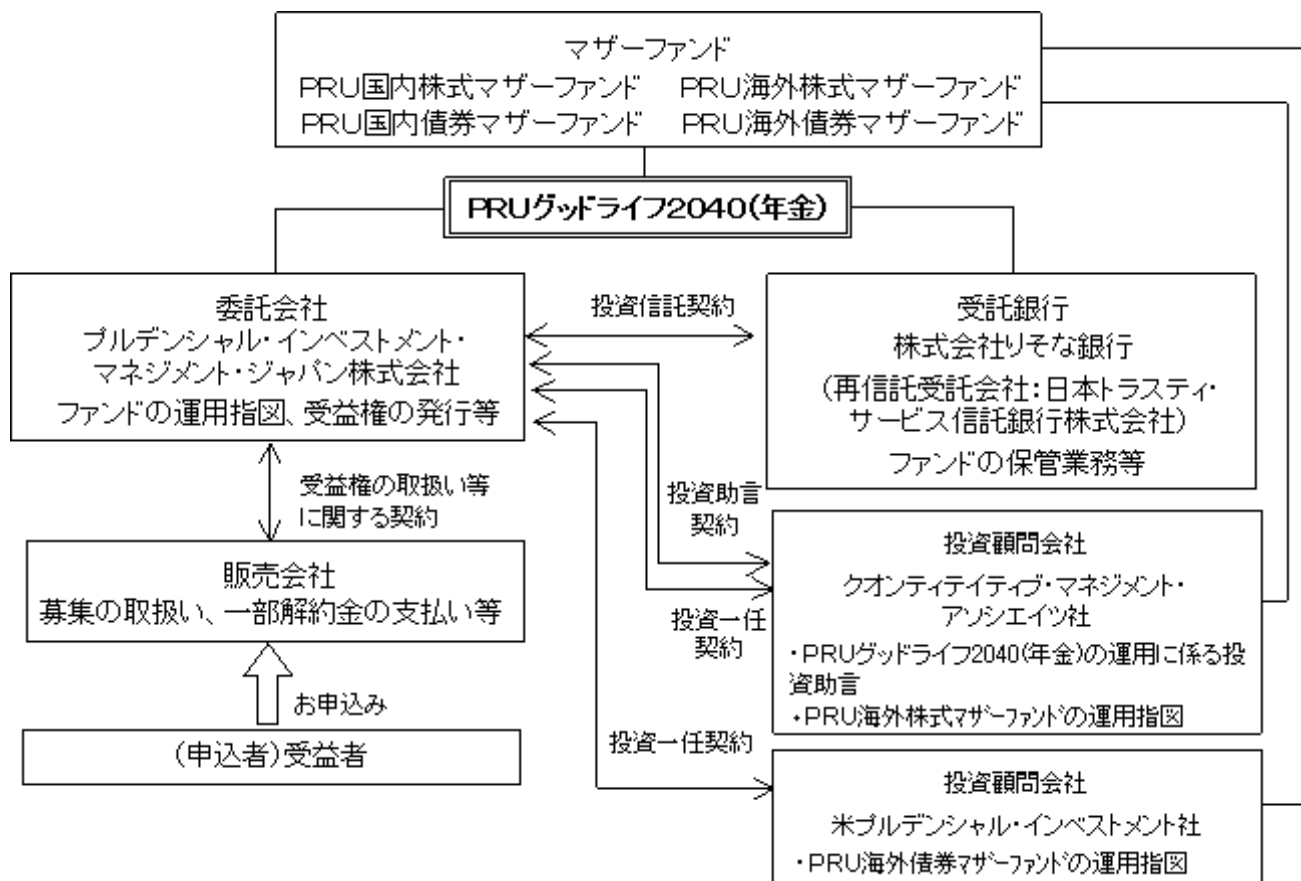 マザーファンド
PRU国内株式マザーファンド　PRU海外株式マザーファンド
PRU国内債券マザーファンド　PRU海外債券マザーファンド
PRUグッドライフ2040(年金)
委託会社
プルデンシャル・インベストメント・
マネジメント・ジャパン株式会社
ファンドの運用指図、受益権の発行等
投資信託契約
受託銀行
株式会社りそな銀行
(再信託受託会社:日本トラスティ・
サービス信託銀行株式会社)
ファンドの保管業務等
受益権の取扱い等
に関する契約
投資助言
契約
販売会社
募集の取扱い、一部解約金の支払い等
投資一任
契約
投資顧問会社
クオンティテイティブ・マネジメント・
アソシエイツ社
・PRUグッドライフ2040(年金)の運用に係る投
資助言
・PRU海外株式マザーファンドの運用指図
お申込み
(申込者)受益者
投資一任契約
投資顧問会社
米プルデンシャル・インベストメント社
・PRU海外債券マザーファンドの運用指図